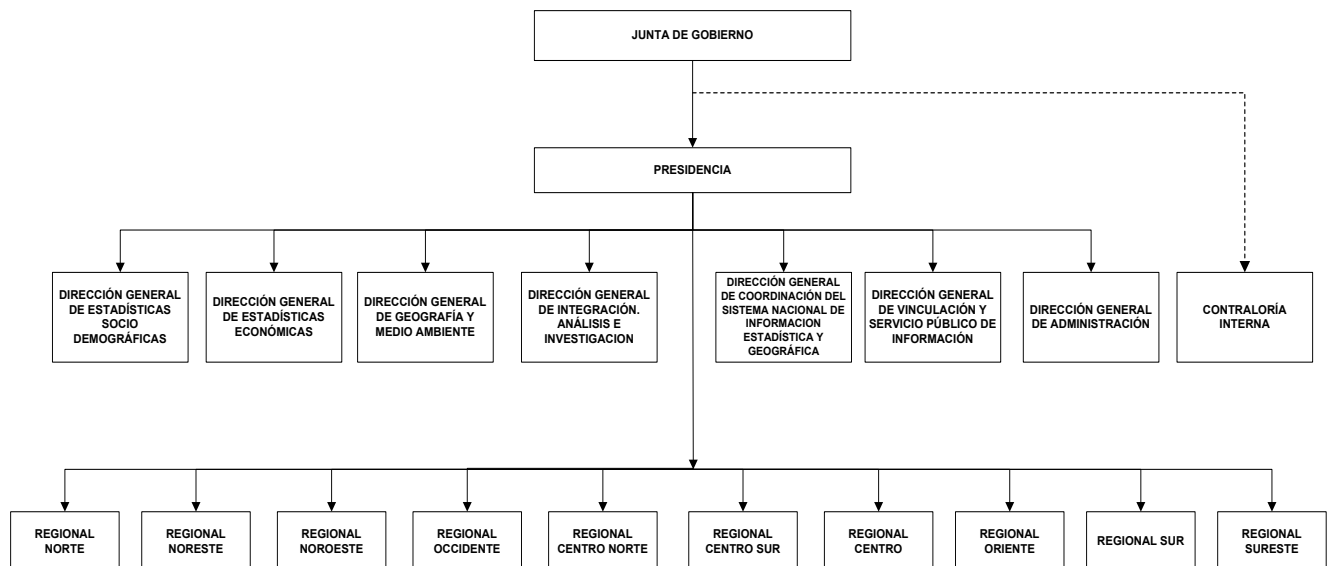 JUNTA DE GOBIERNO
PRESIDENCIA
DIRECCIÓN GENERAL
DE ESTADÍSTICAS
SOCIO
DEMOGRÁFICAS
DIRECCIÓN GENERAL
DE ESTADÍSTICAS
ECONÓMICAS
DIRECCIÓN GENERAL
DE GEOGRAFÍA Y
MEDIO AMBIENTE
DIRECCIÓN GENERAL
DE INTEGRACIÓN.
ANÁLISIS E
INVESTIGACION
DIRECCIÓN GENERAL
DE COORDINACIÓN DEL
SISTEMA NACIONAL DE
INFORMACION
ESTADÍSTICA Y
GEOGRÁFICA
DIRECCIÓN GENERAL
DE VINCULACIÓN Y
SERVICIO PÚBLICO DE
INFORMACIÓN
DIRECCIÓN GENERAL
DE ADMINISTRACIÓN
CONTRALORÍA
INTERNA
REGIONAL
NORTE
REGIONAL
NORESTE
REGIONAL
NOROESTE
REGIONAL
OCCIDENTE
REGIONAL
CENTRO NORTE
REGIONAL
CENTRO SUR
REGIONAL
CENTRO
REGIONAL
ORIENTE
REGIONAL SUR
REGIONAL
SURESTE